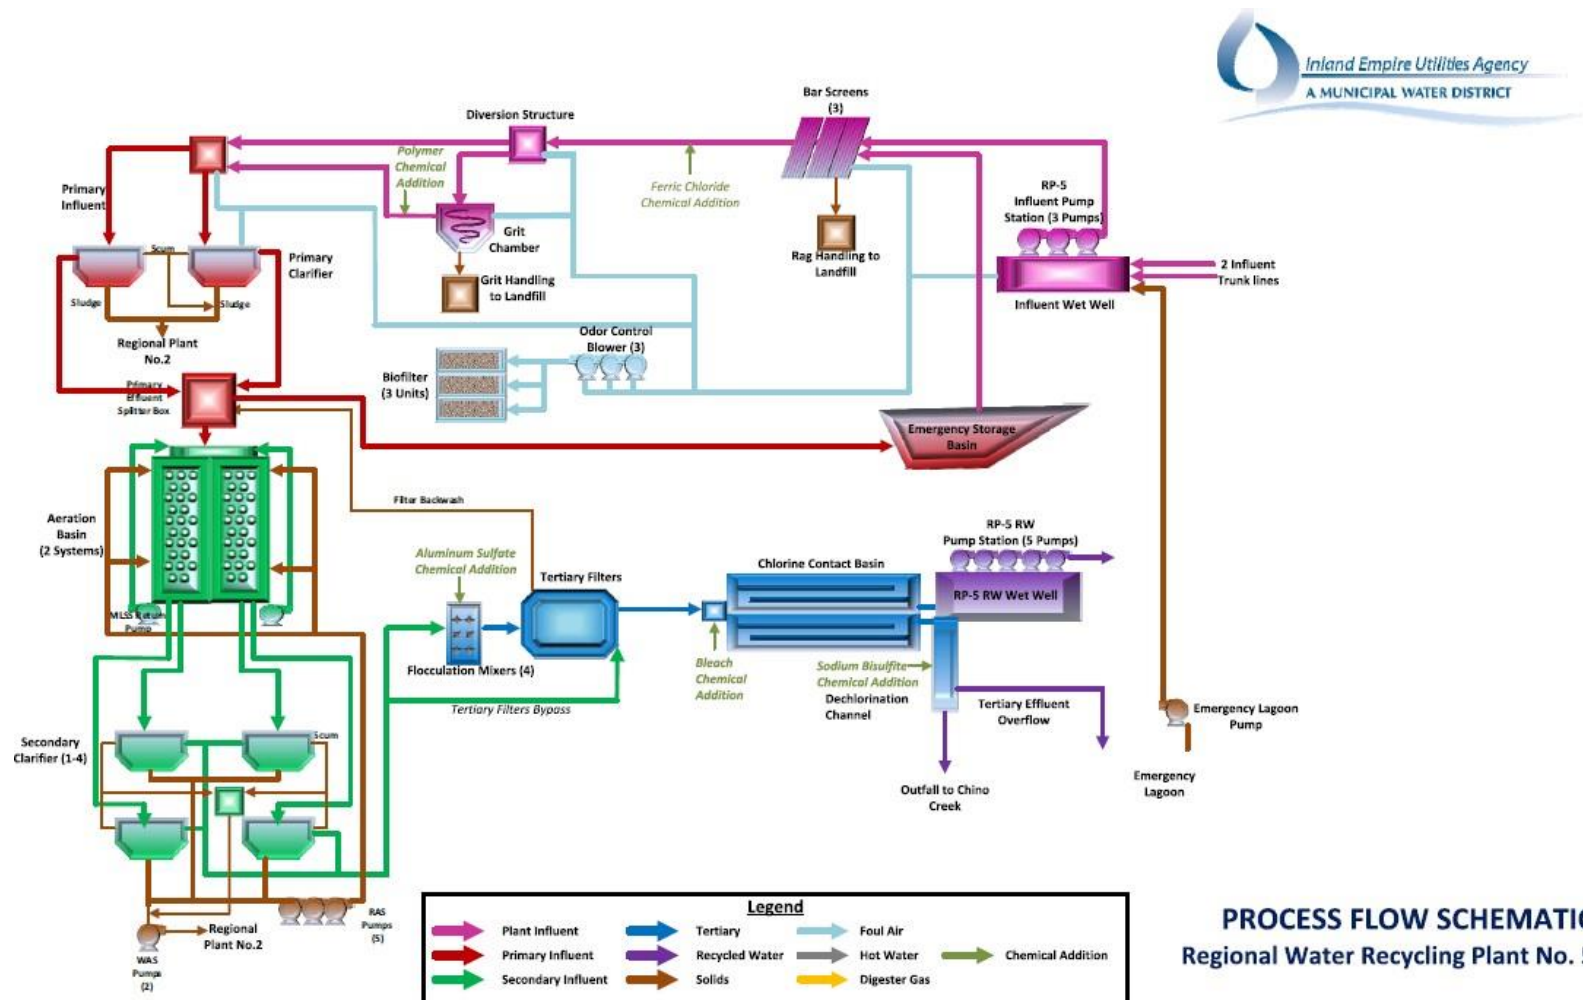 Inland Empire Utilities Agency
A MUNICIPAL WATER DISTRICT
Bar Screens
(3)
Diversion Structure
Polymer
Chemical
Addition
Ferric Chloride
Chemical Addition
RP-5
Influent Pump
Station (3 Pumps)
Primary
Influent
Scum
Primary
Clarifier
Grit
Chamber
Rag Handling to
Landfill
2 Influent
Trunk lines
Grit Handling
to Landfill
Influent Wet Well
Sludge
Sludge
Regional Plant
No.2
Odor Control
Blower (3)
Biofilter
(3 Units)
Primary
Effluent
Splitter Box
Emergency Storage
Basin
Filter Backwash
Aeration
Basin
(2 Systems)
RP-5 RW
Pump Station (5 Pumps)
Aluminum Sulfate
Chemical Addition
Tertiary Filters
Chlorine Contact Basin
RP-5 RW Wet Well
MLSS Return
Pump
Flocculation Mixers (4)
Bleach
Chemical
Addition
Sodium Bisulfite
Chemical Addition
Dechlorination
Channel
Tertiary Filters Bypass
Tertiary Effluent
Overflow
Emergency Lagoon
Pump
Secondary
Clarifier (1-4)
Scum
Emergency
Lagoon
Outfall to Chino
Creek
RAS
Pumps
(5)
Regional
Plant No.2
WAS
Pumps
(2)
Legend
Plant Influent
Tertiary
Foul Air
Primary Influent
Recycled Water
Hot Water
Chemical Addition
Secondary Influent
Solids
Digester Gas
PROCESS FLOW SCHEMATIC
Regional Water Recycling Plant No. 5